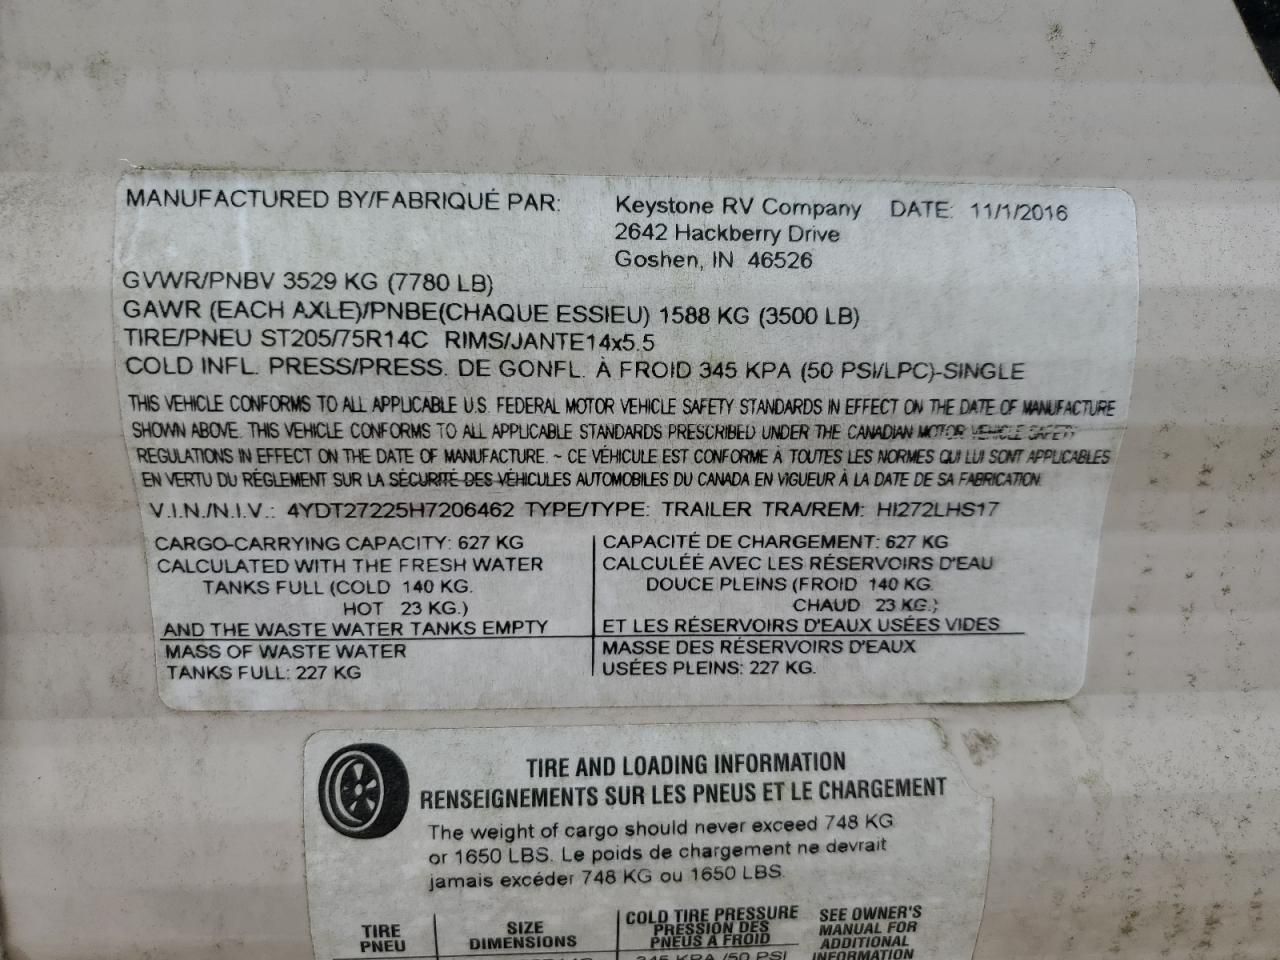 MANUFACTURED BY/FABRIQUÉ PAR: Keystone RV Company DATE: 11/1/2016
2642 Hackberry Drive
Goshen, IN 46526
GVWR/PNBV 3529 KG (7780 LB)
GAWR (EACH AXLE)/PNBE(CHAQUE ESSIEU) 1588 KG (3500 LB)
TIRE/PNEU ST205/75R14C RIMS/JANTE14x5.5
COLD INFL. PRESS/PRESS. DE GONFL. À FROID 345 KPA (50 PSI/LPC)-SINGLE
THIS VEHICLE CONFORMS TO ALL APPLICABLE U.S. FEDERAL MOTOR VEHICLE SAFETY STANDARDS IN EFFECT ON THE DATE OF MANUFACTURE
SHOWN ABOVE. THIS VEHICLE CONFORMS TO ALL APPLICABLE STANDARDS PRESCRIBED UNDER THE CANADIAN MOTOR VEHICLE SAFETY
REGULATIONS IN EFFECT ON THE DATE OF MANUFACTURE. ~ CE VÉHICULE EST CONFORME À TOUTES LES NORMES QUI LUI SONT APPLICABLES
EN VERTU DU RÉGLEMENT SUR LA SÉCURITÉ DES VÉHICULES AUTOMOBILES DU CANADA EN VIGUEUR À LA DATE DE SA FABRICATION.
V.I.N./N.I.V.: 4YDT27225H7206462 TYPE/TYPE: TRAILER TRA/REM: HI272LHS17
CARGO-CARRYING CAPACITY: 627 KG
CALCULATED WITH THE FRESH WATER
TANKS FULL (COLD 140 KG.
HOT 23 KG.)
AND THE WASTE WATER TANKS EMPTY
MASS OF WASTE WATER
TANKS FULL: 227 KG
CAPACITÉ DE CHARGEMENT: 627 KG
CALCULÉE AVEC LES RÉSERVOIRS D'EAU
DOUCE PLEINS (FROID 140 KG.
CHAUD 23 KG.)
ET LES RÉSERVOIRS D'EAUX USÉES VIDES
MASSE DES RÉSERVOIRS D'EAUX
USÉES PLEINS: 227 KG.
TIRE AND LOADING INFORMATION
RENSEIGNEMENTS SUR LES PNEUS ET LE CHARGEMENT
The weight of cargo should never exceed 748 KG
or 1650 LBS. Le poids de chargement ne devrait
jamais excéder 748 KG ou 1650 LBS.
TIRE
PNEU
SIZE
DIMENSIONS
COLD TIRE PRESSURE
PRESSION DES
PNEUS A FROID
345 KPA /50 PSI
SEE OWNER'S
MANUAL FOR
ADDITIONAL
INFORMATION